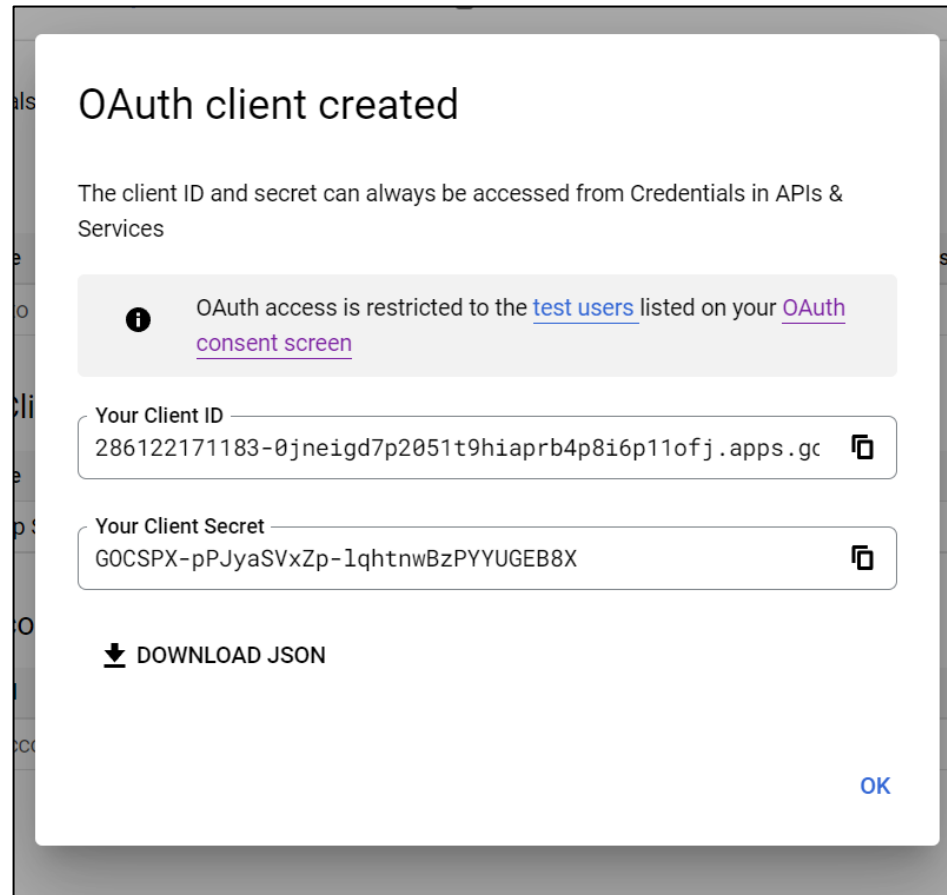 OAuth client created
The client ID and secret can always be accessed from Credentials in APIs &
Services
OAuth access is restricted to the test users listed on your OAuth
consent screen
Your Client ID
286122171183-0jneigd7p2051t9hiaprb4p8i6p11ofj.apps.gc
Your Client Secret
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
DOWNLOAD JSON
OK